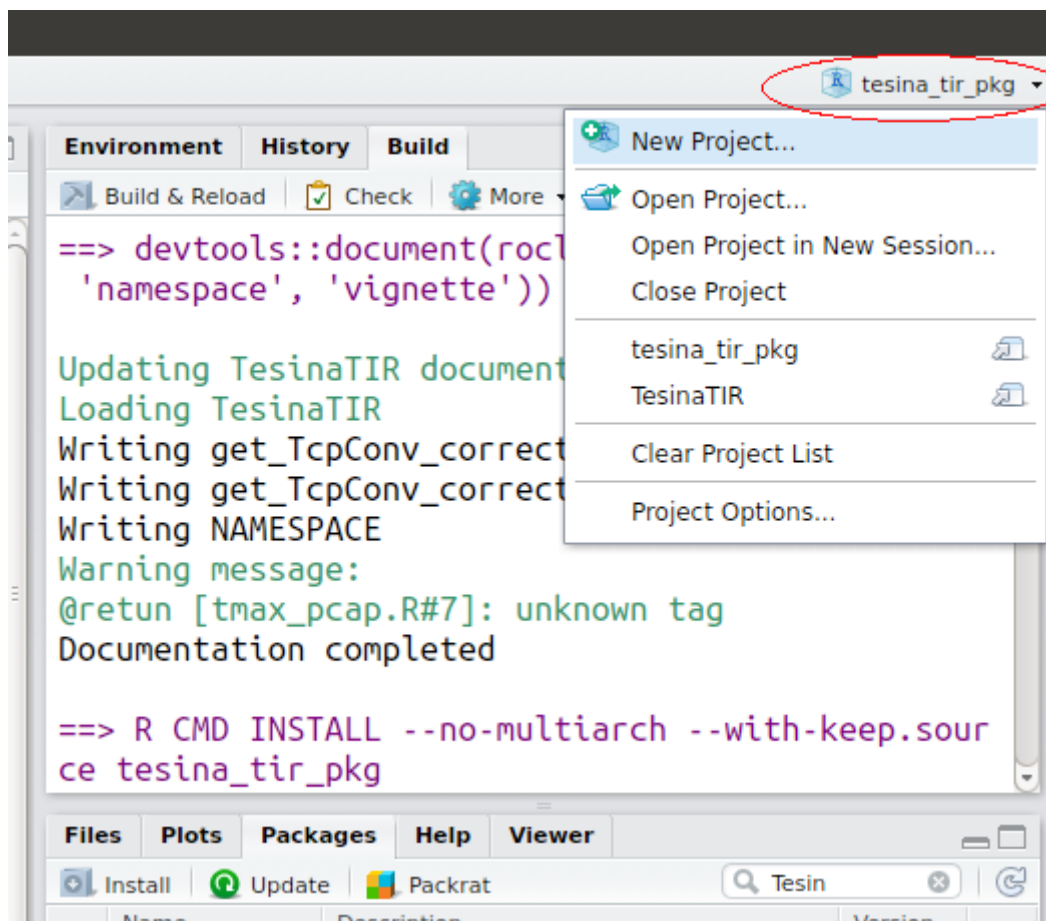 tesina_tir_pkg
Environment History Build
New Project...
Build & Reload Check More
Open Project...
Open Project in New Session...
Close Project
tesina_tir_pkg
TesinaTIR
Clear Project List
Project Options...
==> devtools::document(rocl
'namespace', 'vignette'))
Updating TesinaTIR document
Loading TesinaTIR
Writing get_TcpConv_correct
Writing get_TcpConv_correct
Writing NAMESPACE
Warning message:
@retun [tmax_pcap.R#7]: unknown tag
Documentation completed
==> R CMD INSTALL --no-multiarch --with-keep.sour
ce tesina_tir_pkg
Files Plots Packages Help Viewer
Install Update Packrat Tesin
Name Description Version